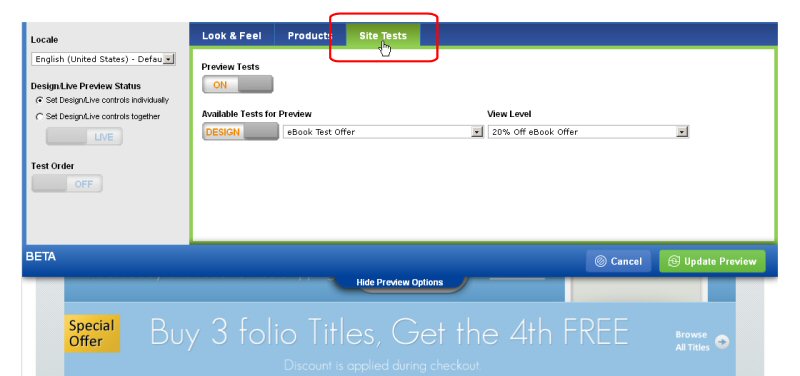 Locale
English (United States) - Defau
Design/Live Preview Status
Set Design/Live controls individually
Set Design/Live controls together
LIVE
Test Order
OFF
Look & Feel
Products
Site Tests
Preview Tests
ON
Available Tests for Preview
View Level
DESIGN
eBook Test Offer
20% Off eBook Offer
BETA
Cancel
Update Preview
Hide Preview Options
Special
Offer
Buy 3 folio Titles, Get the 4th FREE
Discount is applied during checkout.
Browse
All Titles